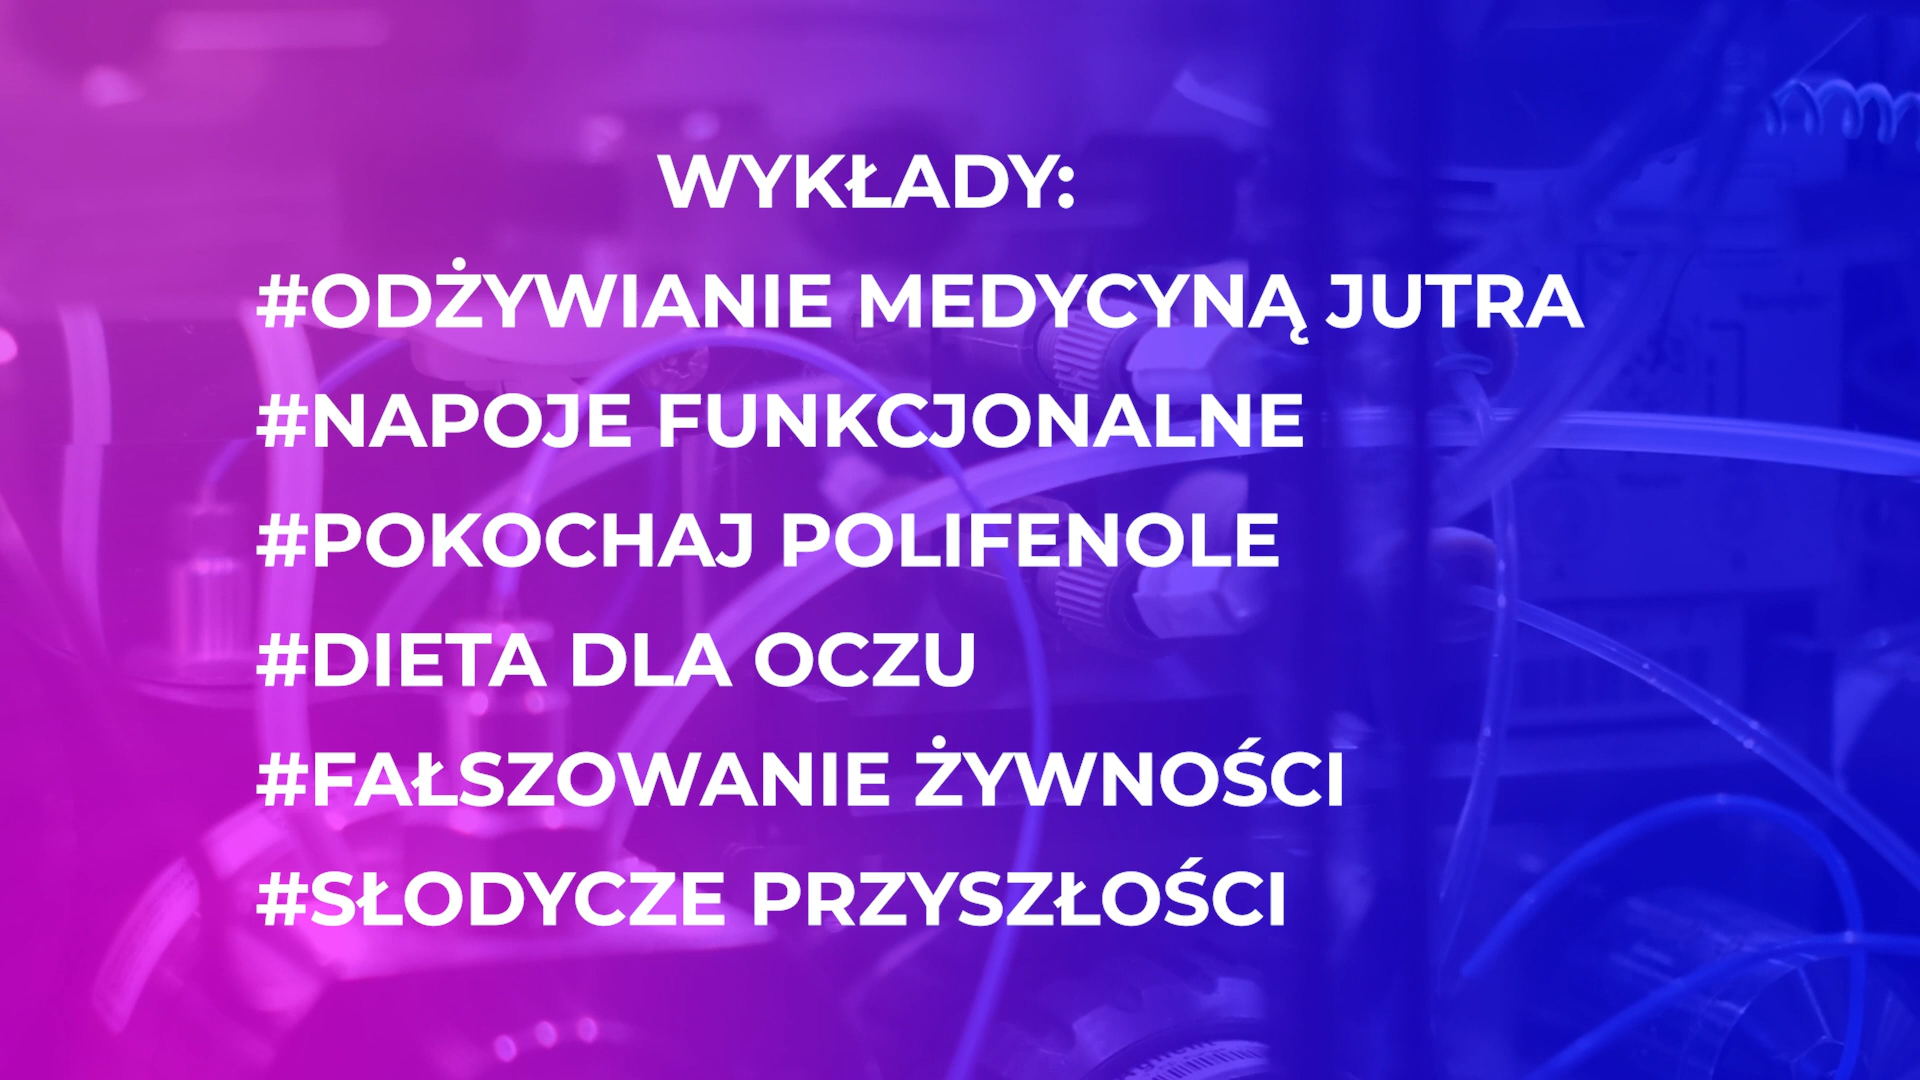 WYKŁADY:
#ODŻYWIANIE MEDYCYNĄ JUTRA
#NAPOJE FUNKCJONALNE
#POKOCHAJ POLIFENOLE
#DIETA DLA OCZU
#FAŁSZOWANIE ŻYWNOŚCI
#SŁODYCZE PRZYSZŁOŚCI